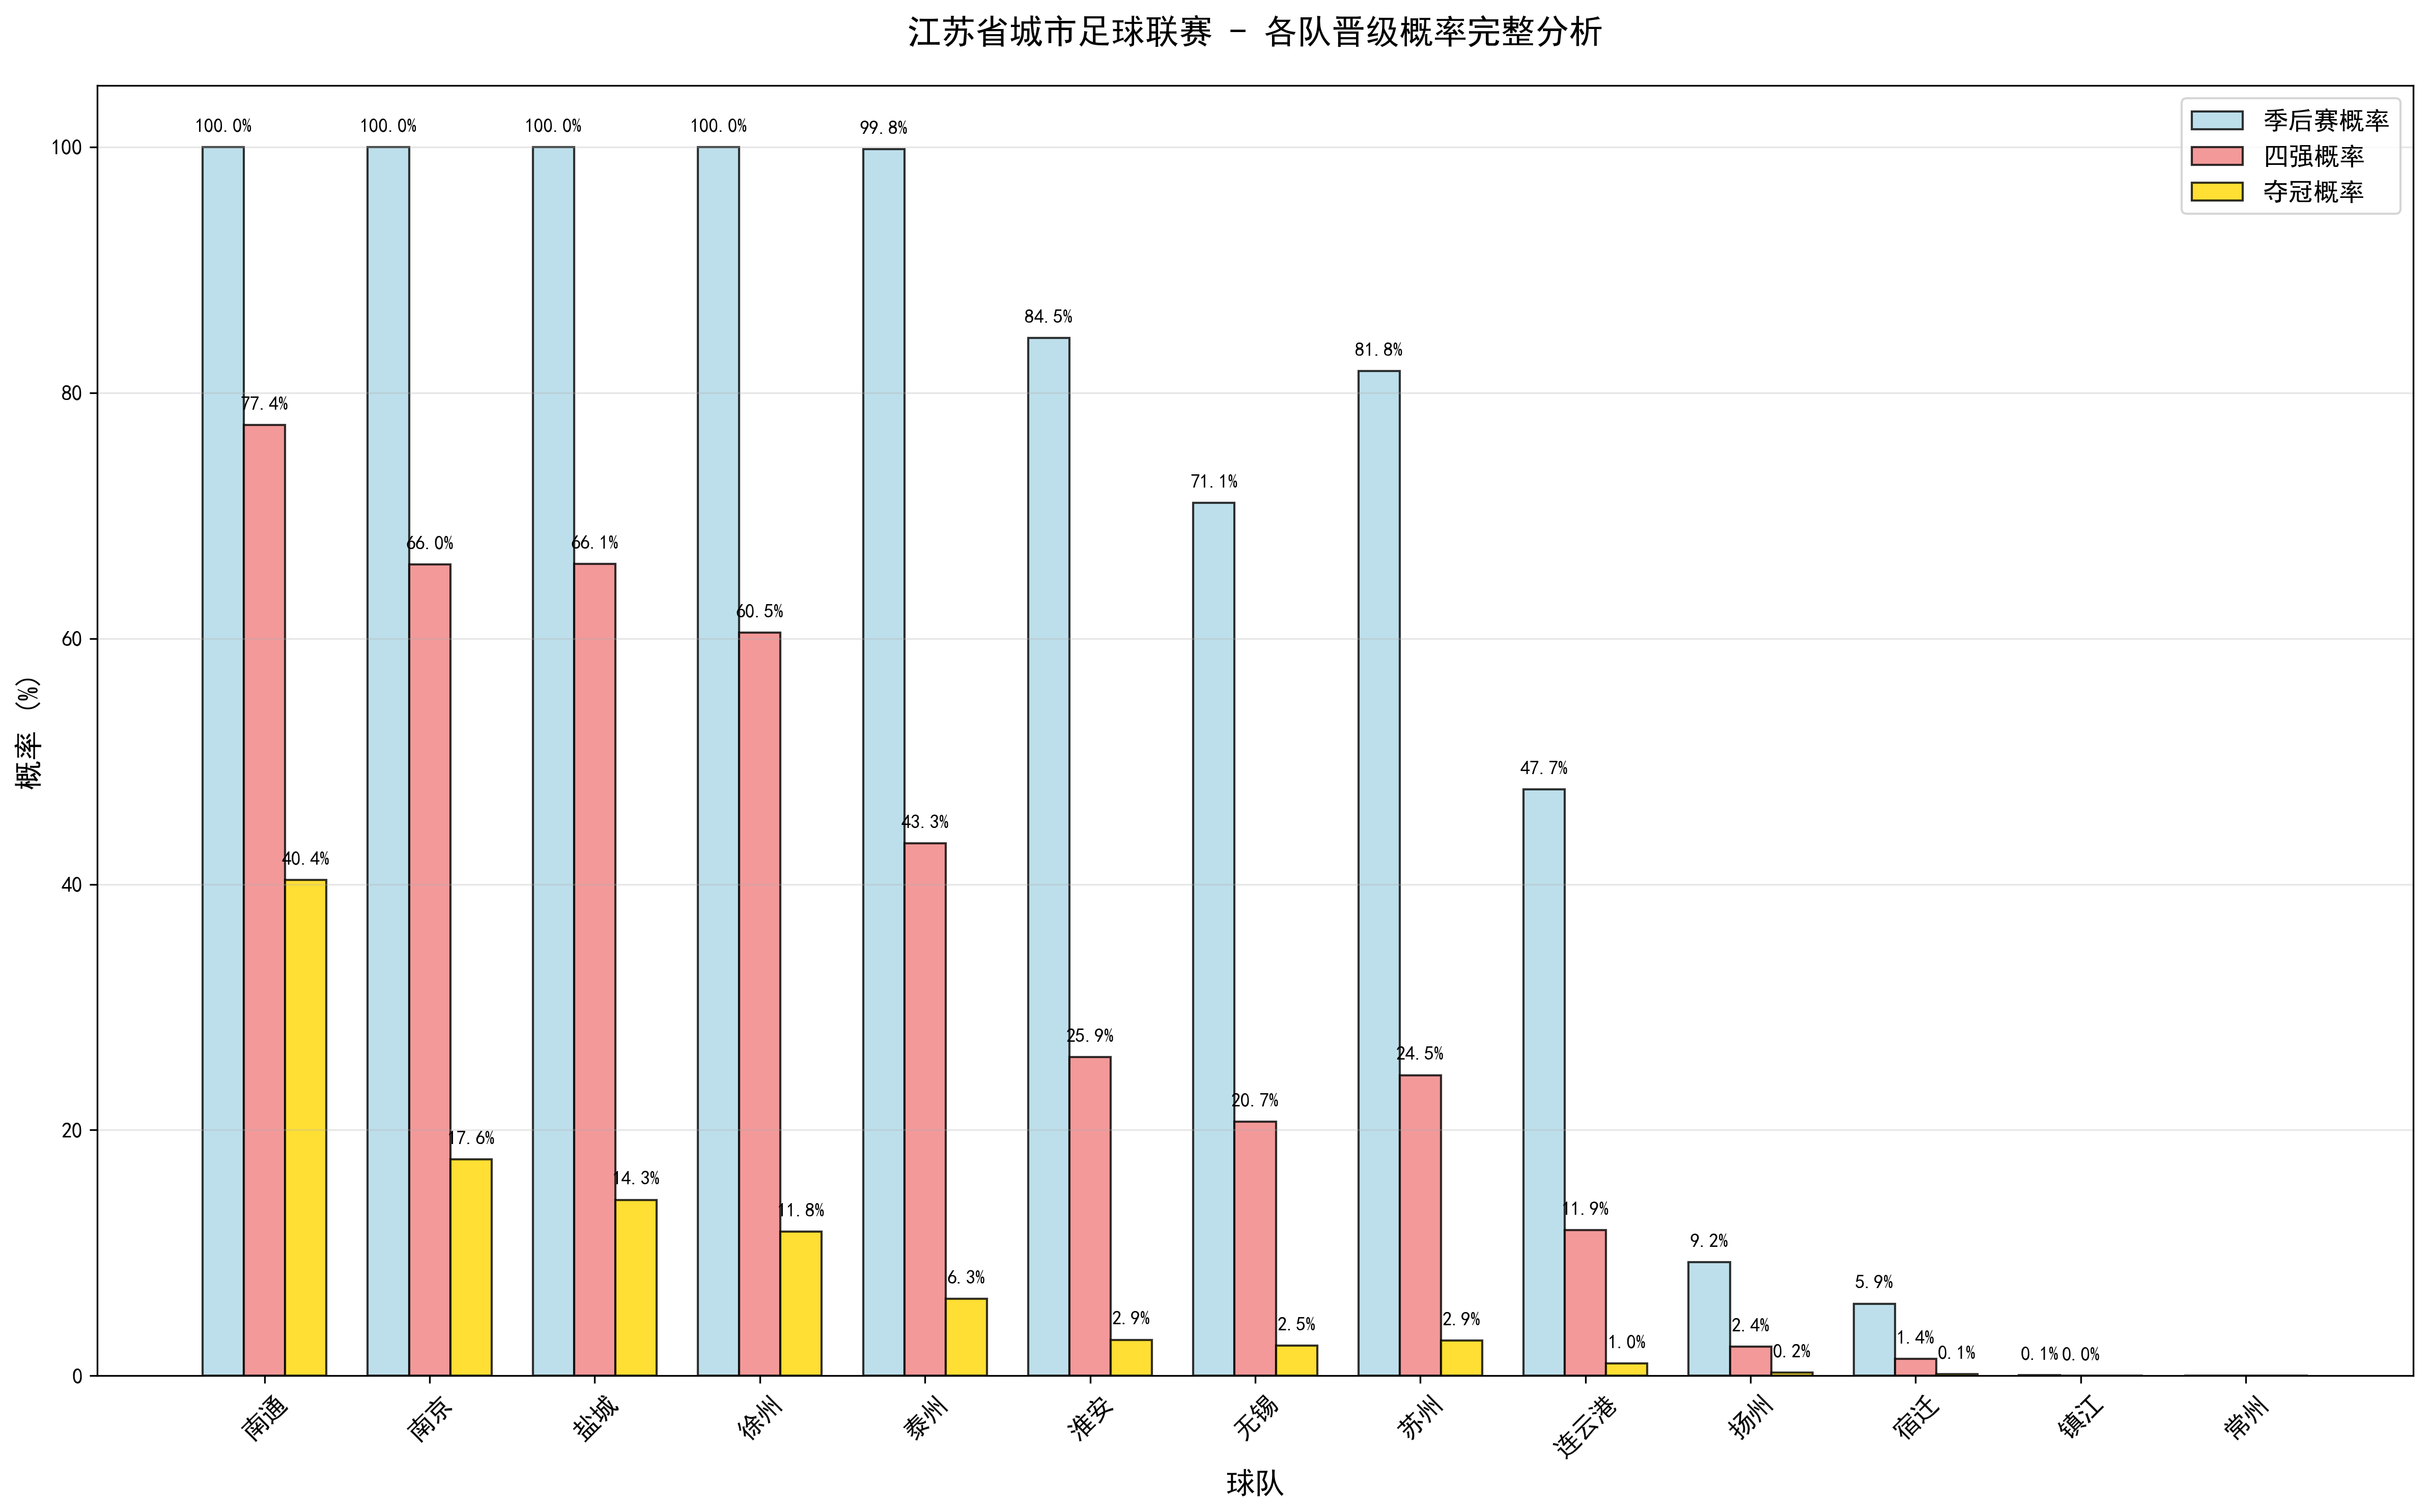 江苏省城市足球联赛 - 各队晋级概率完整分析
季后赛概率
四强概率
夺冠概率
概率 (%)
100
80
60
40
20
0
100.0% 77.4% 40.4%
100.0% 66.0% 17.6%
100.0% 66.1% 14.3%
100.0% 60.5% 11.8%
99.8% 43.3% 6.3%
84.5% 25.9% 2.9%
71.1% 20.7% 2.5%
81.8% 24.5% 2.9%
47.7% 11.9% 1.0%
9.2% 2.4% 0.2%
5.9% 1.4% 0.1%
0.1% 0.0%
南通 南京 盐城 徐州 泰州 淮安 无锡 苏州 连云港 扬州 宿迁 镇江 常州
球队